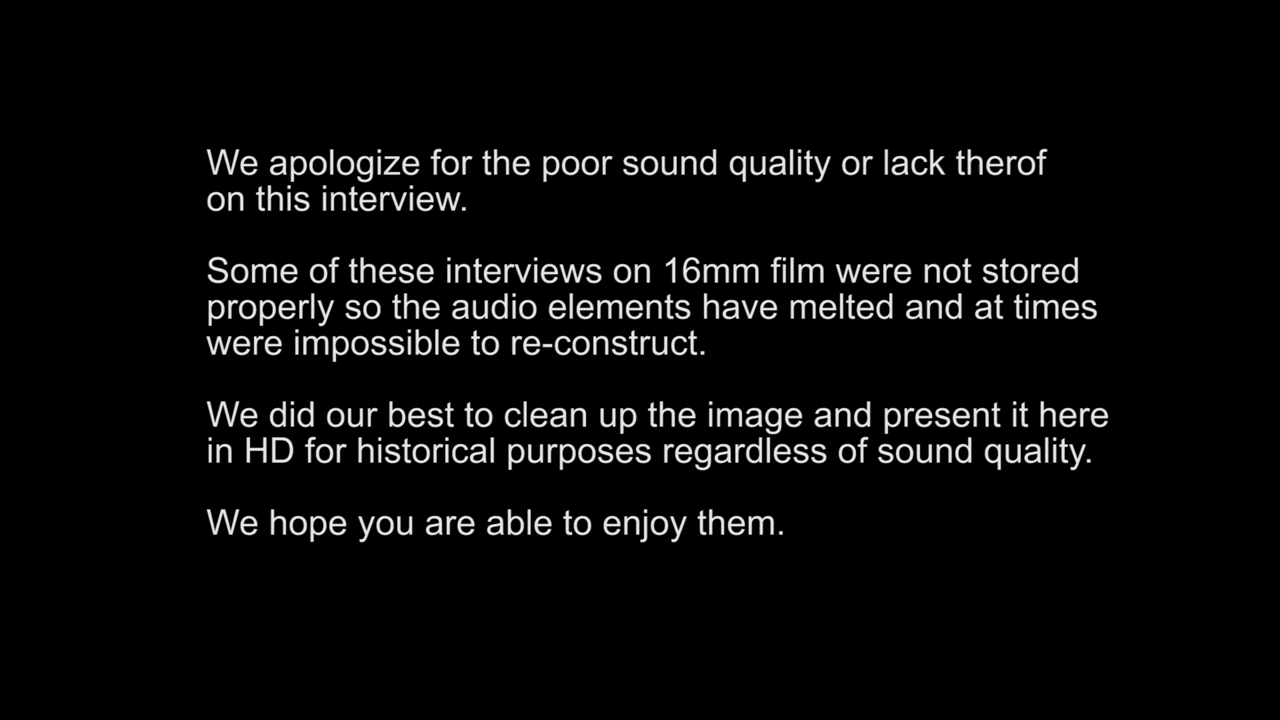 We apologize for the poor sound quality or lack therof
on this interview.
Some of these interviews on 16mm film were not stored
properly so the audio elements have melted and at times
were impossible to re-construct.
We did our best to clean up the image and present it here
in HD for historical purposes regardless of sound quality.
We hope you are able to enjoy them.